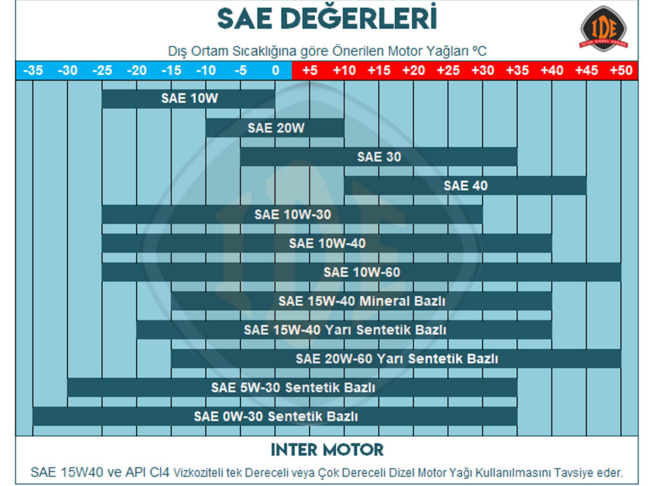 SAE DEĞERLERİ
IDE
Dış Ortam Sıcaklığına göre Önerilen Motor Yağları ºC
-35 -30 -25 -20 -15 -10 -5 0 +5 +10 +15 +20 +25 +30 +35 +40 +45 +50
SAE 10W
SAE 20W
SAE 30
SAE 40
SAE 10W-30
SAE 10W-40
SAE 10W-60
SAE 15W-40 Mineral Bazlı
SAE 15W-40 Yarı Sentetik Bazlı
SAE 20W-60 Yarı Sentetik Bazlı
SAE 5W-30 Sentetik Bazlı
SAE 0W-30 Sentetik Bazlı
IDE
INTER MOTOR
SAE 15W40 ve API CI4 Vizkoziteli tek Dereceli veya Çok Dereceli Dizel Motor Yağı Kullanılmasını Tavsiye eder.